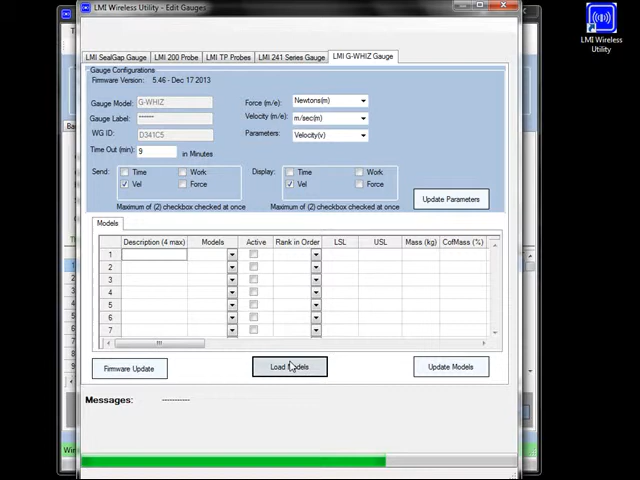 LMI Wireless Utility - Edit Gauges
LMI SealGap Gauge LMI 200 Probe LMI TP Probes LMI 241 Series Gauge LMI G-WHIZ Gauge
Gauge Configurations
Firmware Version: 5.46 - Dec 17 2013
Gauge Model: G-WHIZ Force (m/e): Newtons(m)
Gauge Label: Velocity (m/e): m/sec(m)
WG ID: D341C5 Parameters: Velocity(v)
Time Out (min): 9 in Minutes
Send: Time Work Display: Time Work
Vel Force Vel Force
Update Parameters
Maximum of (2) checkbox checked at once Maximum of (2) checkbox checked at once
Models
Description (4 max) Models Active Rank in Order LSL USL Mass (kg) CofMass (%)
1
2
3
4
5
6
7
Firmware Update Load Models Update Models
Messages: -----------
LMI Wireless
Utility